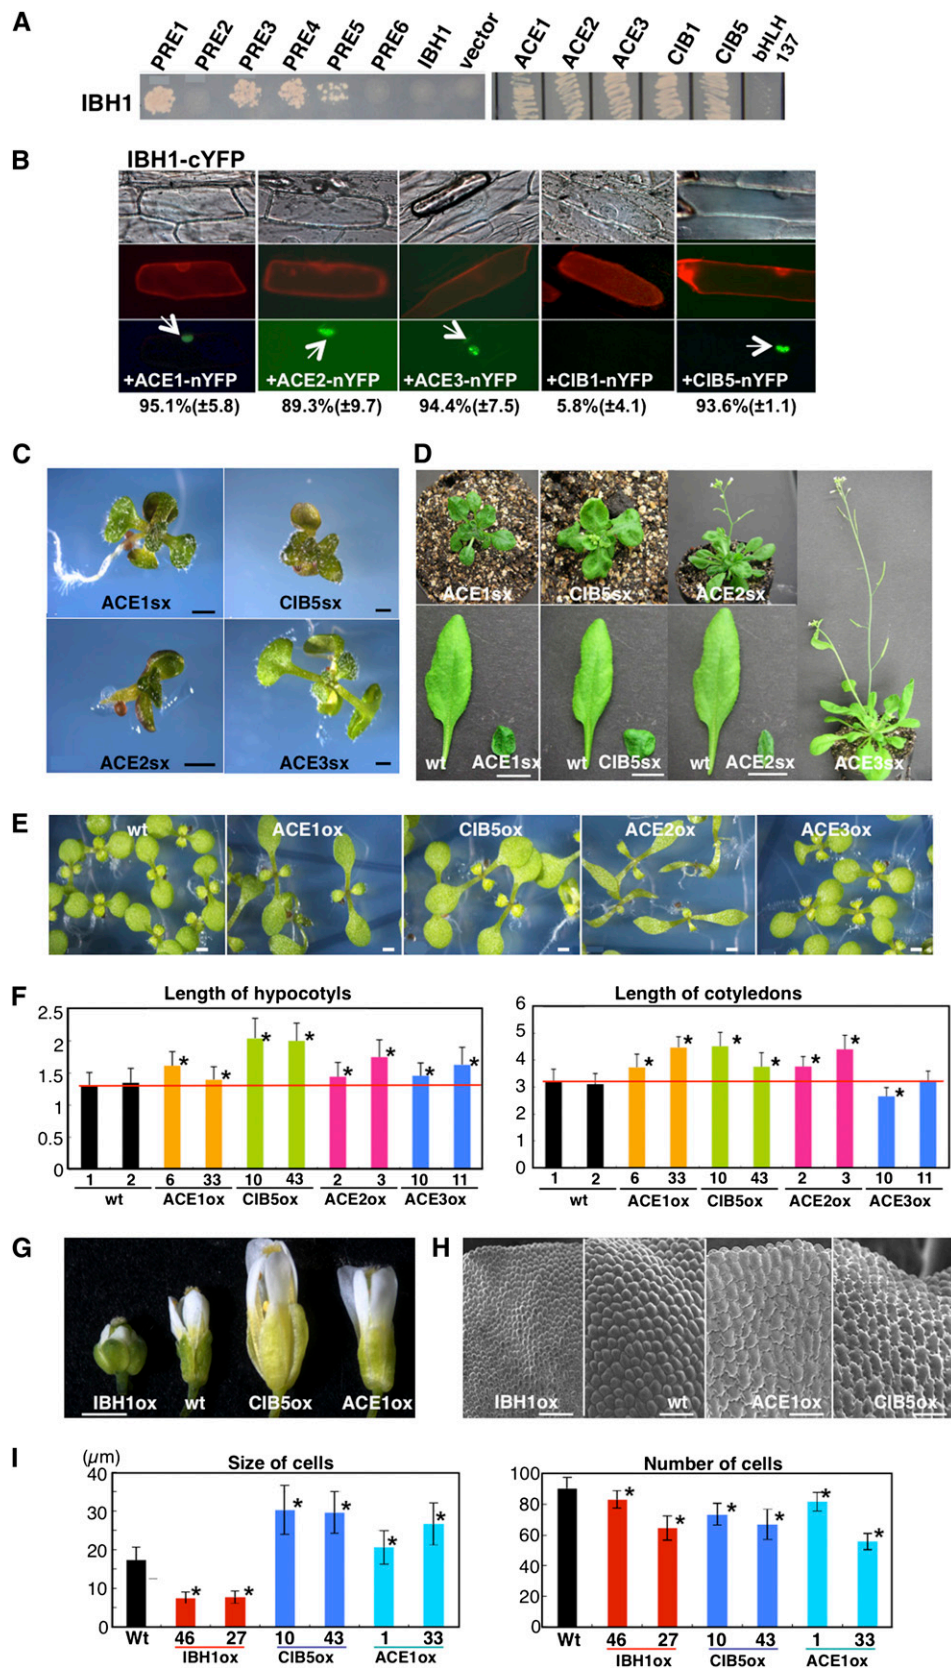 A
PRE1 PRE2 PRE3 PRE4 PRE5 PRE6 IBH1 vector ACE1 ACE2 ACE3 CIB1 CIB5 bHLH 137
IBH1
B
IBH1-cYFP
+ACE1-nYFP +ACE2-nYFP +ACE3-nYFP +CIB1-nYFP +CIB5-nYFP
95.1%(±5.8) 89.3%(±9.7) 94.4%(±7.5) 5.8%(±4.1) 93.6%(±1.1)
C
ACE1sx CIB5sx
ACE2sx ACE3sx
D
ACE1sx CIB5sx ACE2sx
wt ACE1sx wt CIB5sx wt ACE2sx ACE3sx
E
wt ACE1ox CIB5ox ACE2ox ACE3ox
F
Length of hypocotyls
2.5
2
1.5
1
0.5
0
* * * * * * * *
1 2 6 33 10 43 2 3 10 11
wt ACE1ox CIB5ox ACE2ox ACE3ox
Length of cotyledons
6
5
4
3
2
1
0
* * * * * * *
1 2 6 33 10 43 2 3 10 11
wt ACE1ox CIB5ox ACE2ox ACE3ox
G
IBH1ox wt CIB5ox ACE1ox
H
IBH1ox wt ACE1ox CIB5ox
I
(μm)
Size of cells
40
30
20
10
0
* * * * * *
Wt 46 27 10 43 1 33
IBH1ox CIB5ox ACE1ox
Number of cells
100
80
60
40
20
0
* * * * * *
Wt 46 27 10 43 1 33
IBH1ox CIB5ox ACE1ox